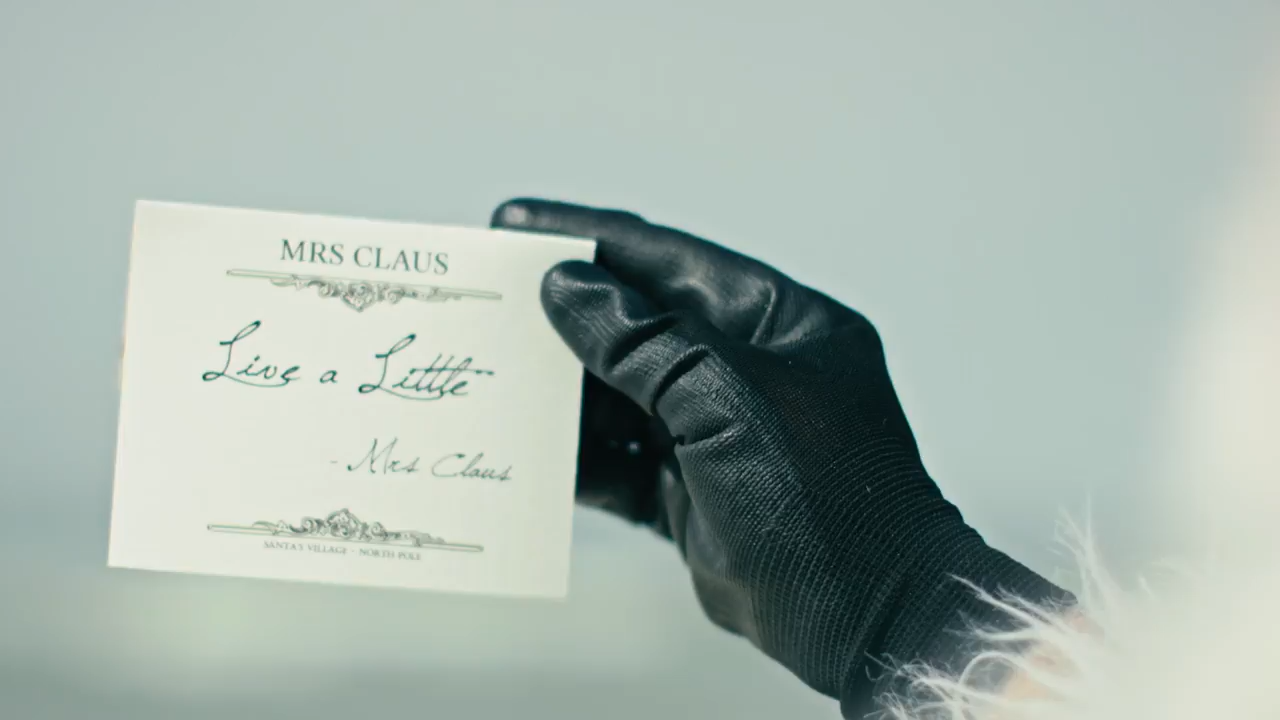 MRS CLAUS
Live a Little
- Mrs Claus
SANTA'S VILLAGE - NORTH POLE